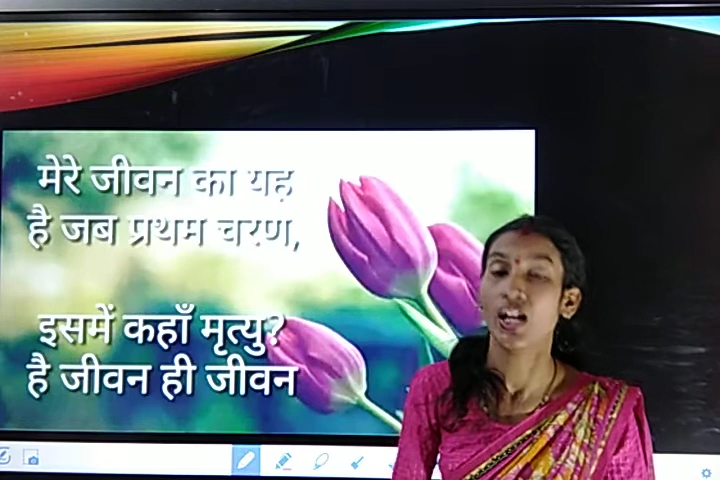 मेरे जीवन का यह
है जब प्रथम चरण,
इसमें कहाँ मृत्यु?
है जीवन ही जीवन